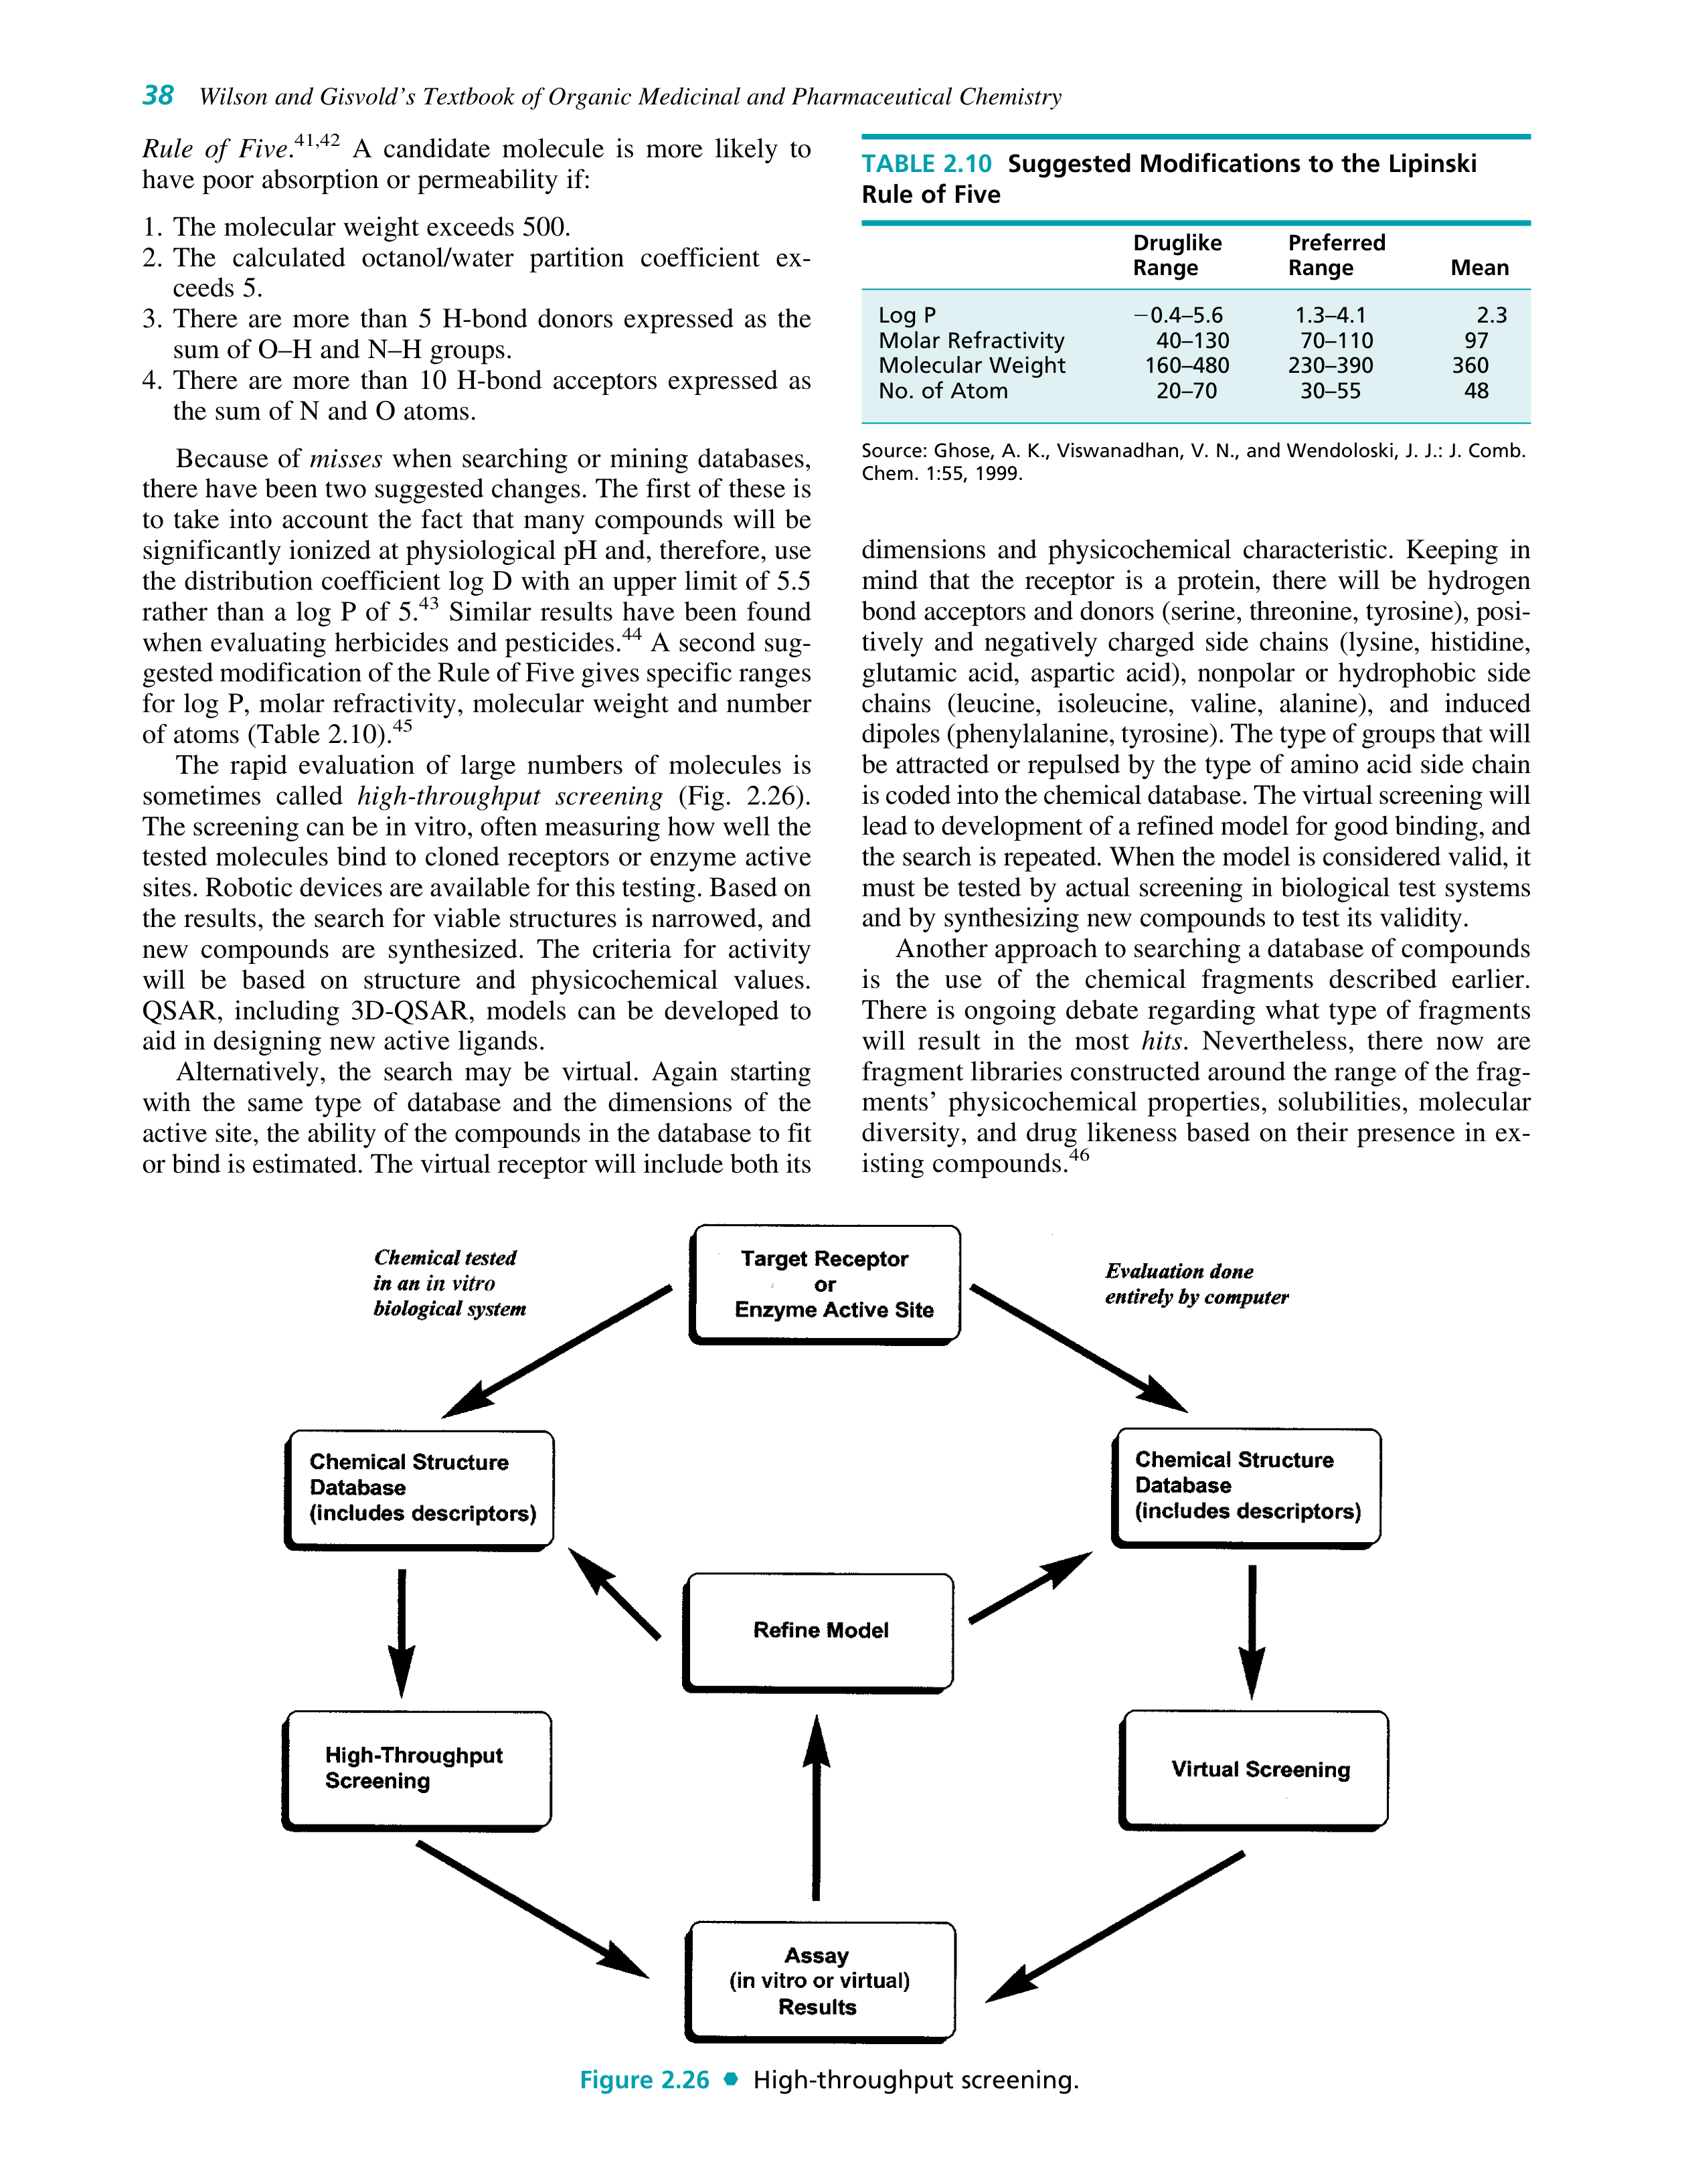 38 Wilson and Gisvold's Textbook of Organic Medicinal and Pharmaceutical Chemistry
Rule of Five.41,42 A candidate molecule is more likely to
have poor absorption or permeability if:
1. The molecular weight exceeds 500.
2. The calculated octanol/water partition coefficient ex-
ceeds 5.
3. There are more than 5 H-bond donors expressed as the
sum of O–H and N–H groups.
4. There are more than 10 H-bond acceptors expressed as
the sum of N and O atoms.
Because of misses when searching or mining databases,
there have been two suggested changes. The first of these is
to take into account the fact that many compounds will be
significantly ionized at physiological pH and, therefore, use
the distribution coefficient log D with an upper limit of 5.5
rather than a log P of 5.43 Similar results have been found
when evaluating herbicides and pesticides.44 A second sug-
gested modification of the Rule of Five gives specific ranges
for log P, molar refractivity, molecular weight and number
of atoms (Table 2.10).45
The rapid evaluation of large numbers of molecules is
sometimes called high-throughput screening (Fig. 2.26).
The screening can be in vitro, often measuring how well the
tested molecules bind to cloned receptors or enzyme active
sites. Robotic devices are available for this testing. Based on
the results, the search for viable structures is narrowed, and
new compounds are synthesized. The criteria for activity
will be based on structure and physicochemical values.
QSAR, including 3D-QSAR, models can be developed to
aid in designing new active ligands.
Alternatively, the search may be virtual. Again starting
with the same type of database and the dimensions of the
active site, the ability of the compounds in the database to fit
or bind is estimated. The virtual receptor will include both its
TABLE 2.10 Suggested Modifications to the Lipinski
Rule of Five
Druglike Range Preferred Range Mean
Log P −0.4–5.6 1.3–4.1 2.3
Molar Refractivity 40–130 70–110 97
Molecular Weight 160–480 230–390 360
No. of Atom 20–70 30–55 48
Source: Ghose, A. K., Viswanadhan, V. N., and Wendoloski, J. J.: J. Comb.
Chem. 1:55, 1999.
dimensions and physicochemical characteristic. Keeping in
mind that the receptor is a protein, there will be hydrogen
bond acceptors and donors (serine, threonine, tyrosine), posi-
tively and negatively charged side chains (lysine, histidine,
glutamic acid, aspartic acid), nonpolar or hydrophobic side
chains (leucine, isoleucine, valine, alanine), and induced
dipoles (phenylalanine, tyrosine). The type of groups that will
be attracted or repulsed by the type of amino acid side chain
is coded into the chemical database. The virtual screening will
lead to development of a refined model for good binding, and
the search is repeated. When the model is considered valid, it
must be tested by actual screening in biological test systems
and by synthesizing new compounds to test its validity.
Another approach to searching a database of compounds
is the use of the chemical fragments described earlier.
There is ongoing debate regarding what type of fragments
will result in the most hits. Nevertheless, there now are
fragment libraries constructed around the range of the frag-
ments' physicochemical properties, solubilities, molecular
diversity, and drug likeness based on their presence in ex-
isting compounds.46
Chemical tested
in an in vitro
biological system
Target Receptor
or
Enzyme Active Site
Evaluation done
entirely by computer
Chemical Structure
Database
(includes descriptors)
Chemical Structure
Database
(includes descriptors)
Refine Model
High-Throughput
Screening
Virtual Screening
Assay
(in vitro or virtual)
Results
Figure 2.26 High-throughput screening.